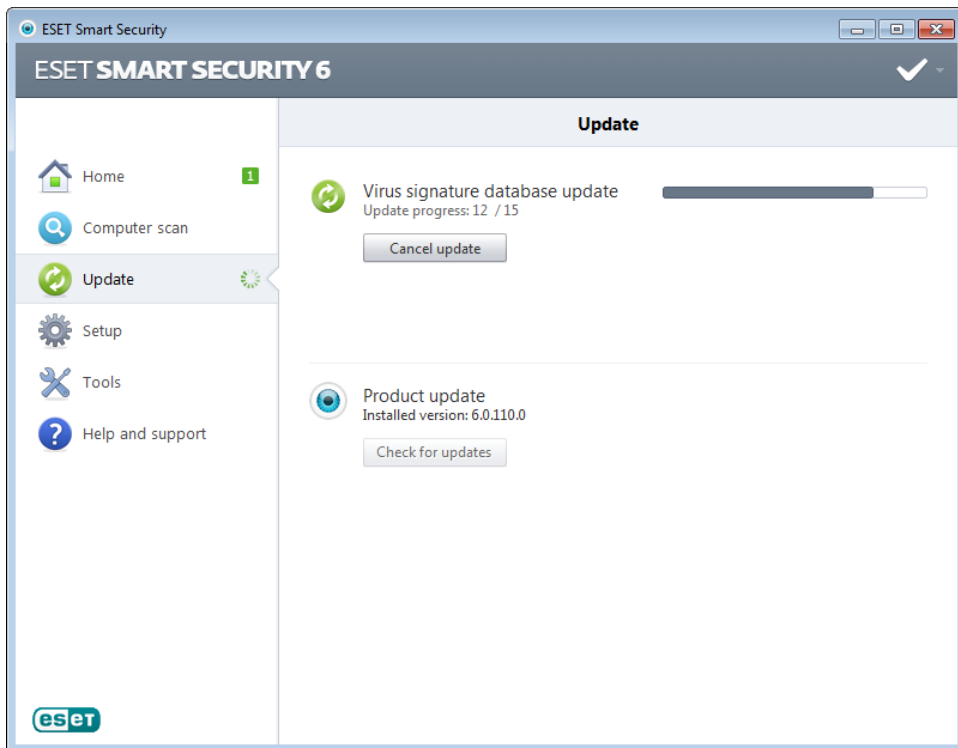 ESET Smart Security
ESET SMART SECURITY 6
Update
Home 1
Computer scan
Update
Setup
Tools
Help and support
Virus signature database update
Update progress: 12 / 15
Cancel update
Product update
Installed version: 6.0.110.0
Check for updates
eset